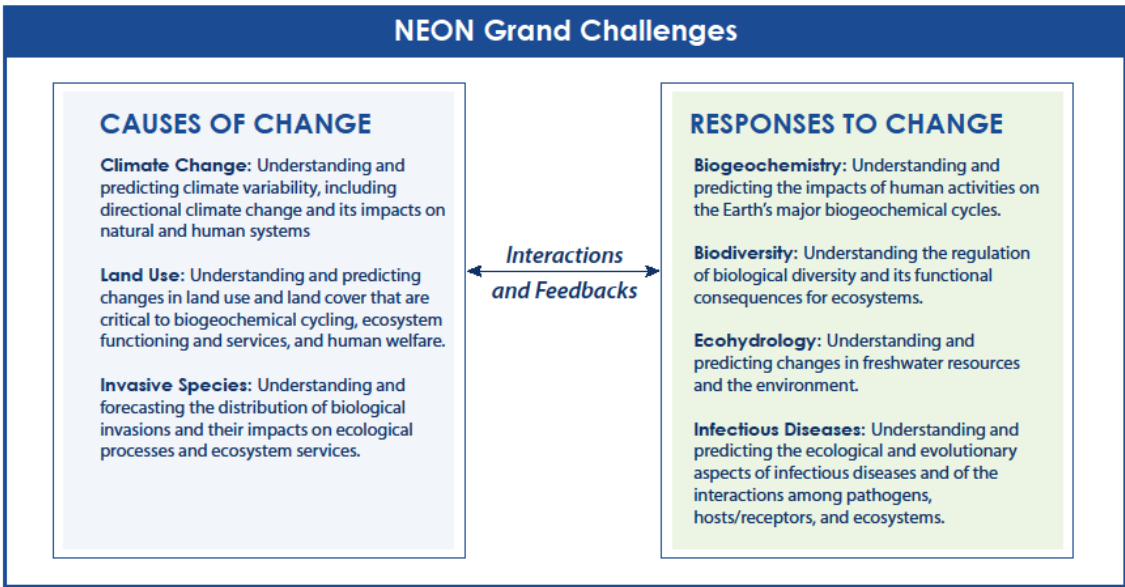 NEON Grand Challenges
CAUSES OF CHANGE
Climate Change: Understanding and
predicting climate variability, including
directional climate change and its impacts on
natural and human systems
Land Use: Understanding and predicting
changes in land use and land cover that are
critical to biogeochemical cycling, ecosystem
functioning and services, and human welfare.
Invasive Species: Understanding and
forecasting the distribution of biological
invasions and their impacts on ecological
processes and ecosystem services.
Interactions
and Feedbacks
RESPONSES TO CHANGE
Biogeochemistry: Understanding and
predicting the impacts of human activities on
the Earth's major biogeochemical cycles.
Biodiversity: Understanding the regulation
of biological diversity and its functional
consequences for ecosystems.
Ecohydrology: Understanding and
predicting changes in freshwater resources
and the environment.
Infectious Diseases: Understanding and
predicting the ecological and evolutionary
aspects of infectious diseases and of the
interactions among pathogens,
hosts/receptors, and ecosystems.